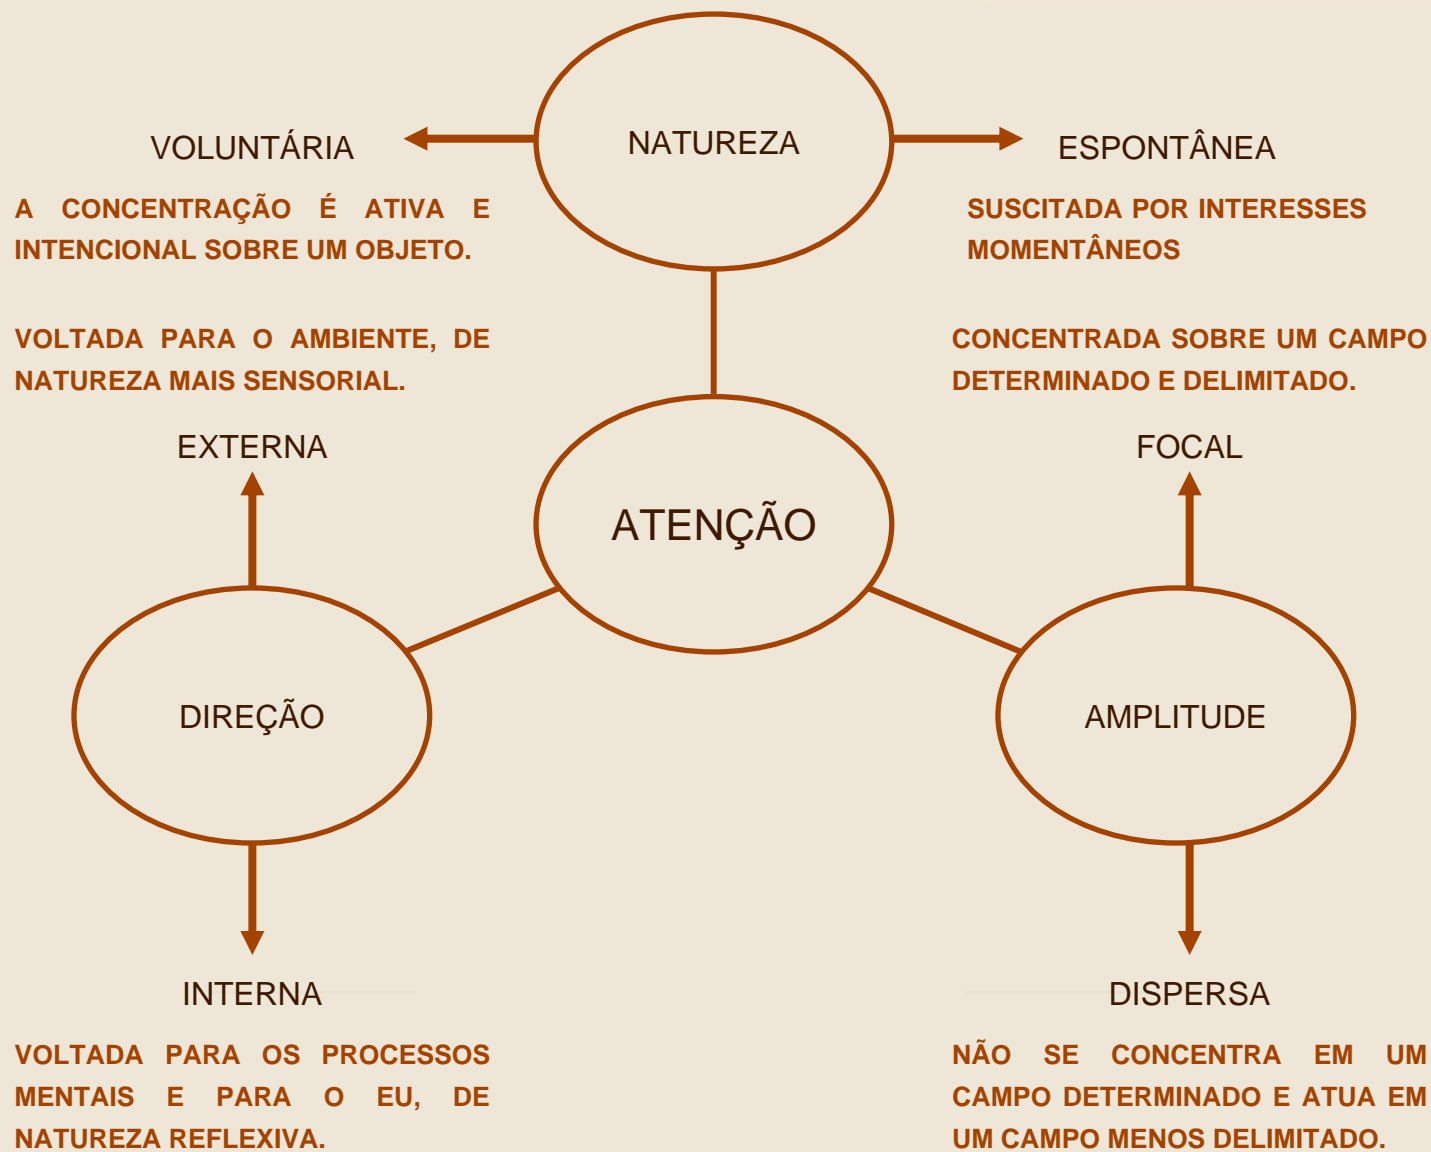 NATUREZA
VOLUNTÁRIA
A CONCENTRAÇÃO É ATIVA E
INTENCIONAL SOBRE UM OBJETO.
ESPONTÂNEA
SUSCITADA POR INTERESSES
MOMENTÂNEOS
VOLTADA PARA O AMBIENTE, DE
NATUREZA MAIS SENSORIAL.
EXTERNA
CONCENTRADA SOBRE UM CAMPO
DETERMINADO E DELIMITADO.
FOCAL
ATENÇÃO
DIREÇÃO
AMPLITUDE
INTERNA
VOLTADA PARA OS PROCESSOS
MENTAIS E PARA O EU, DE
NATUREZA REFLEXIVA.
DISPERSA
NÃO SE CONCENTRA EM UM
CAMPO DETERMINADO E ATUA EM
UM CAMPO MENOS DELIMITADO.